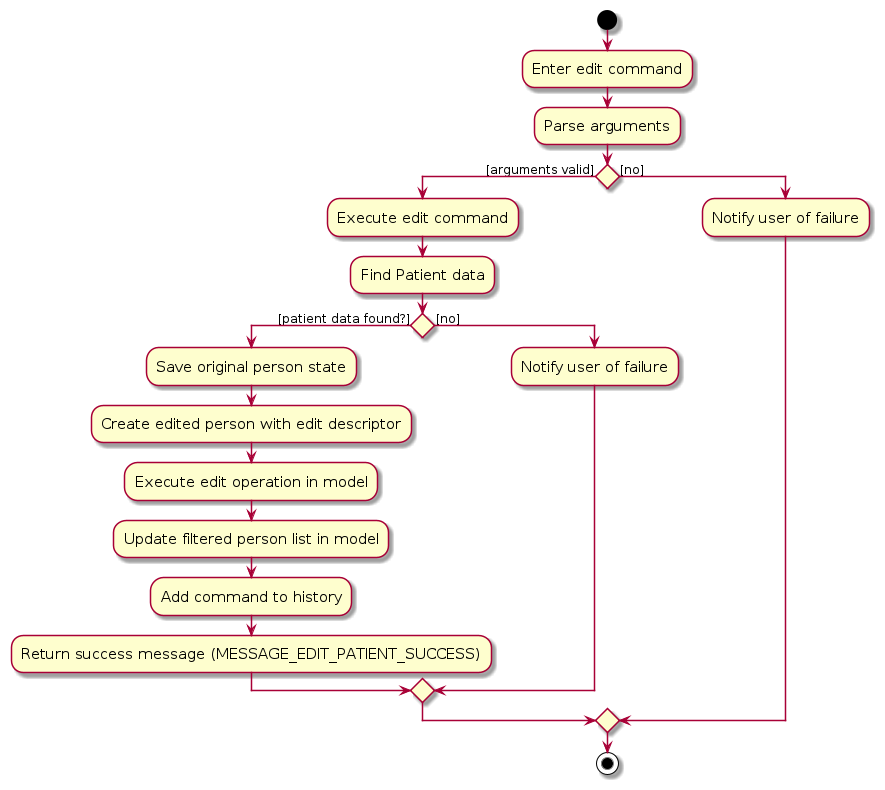 Enter edit command
Parse arguments
[arguments valid]
[no]
Execute edit command
Notify user of failure
Find Patient data
[patient data found?]
[no]
Save original person state
Notify user of failure
Create edited person with edit descriptor
Execute edit operation in model
Update filtered person list in model
Add command to history
Return success message (MESSAGE_EDIT_PATIENT_SUCCESS)